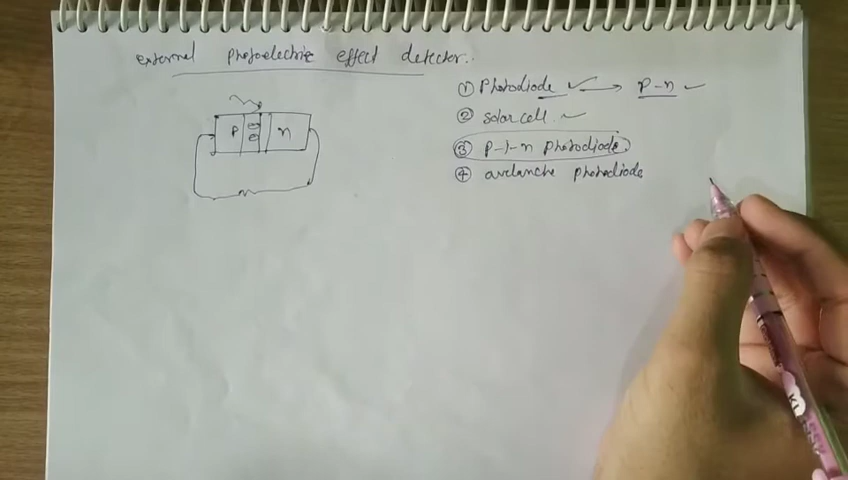 external photoelectric effect detector..
① Photodiode ✓ → P-n ✓
② solar cell
③ p-i-n photodiode
④ avalanche photodiode
P n